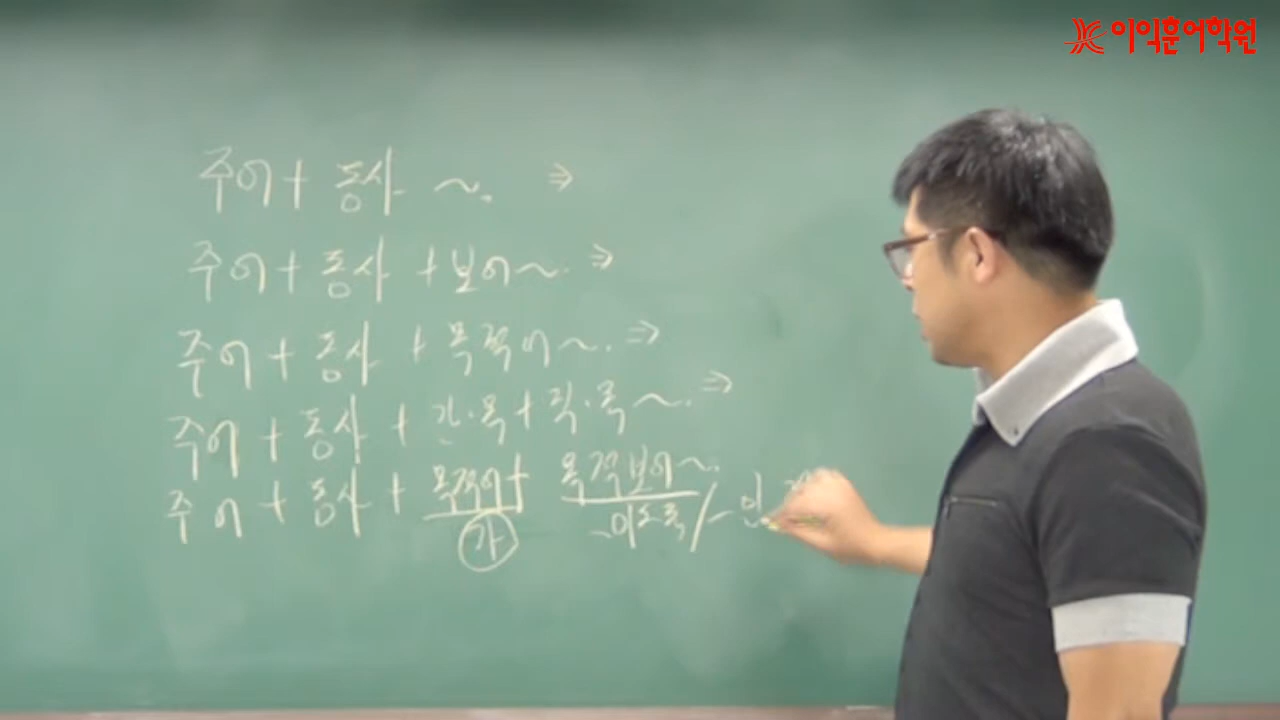 이익훈어학원
주어 + 동사 ~. ⇒
주어 + 동사 + 보어~. ⇒
주어 + 동사 + 목적어~. ⇒
주어 + 동사 + 간·목 + 직·목~. ⇒
주어 + 동사 + 목적어 + 목적보어~.
가 ~이도록/~인